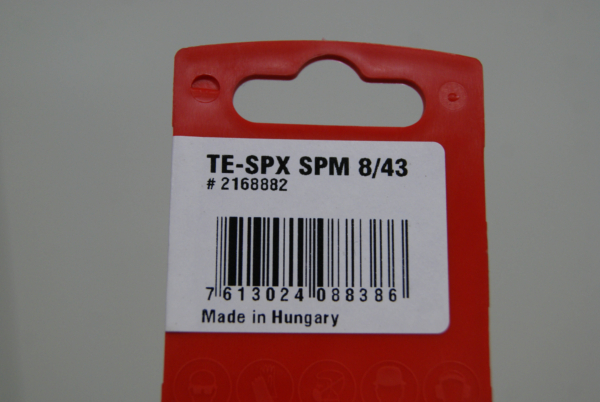 TE-SPX SPM 8/43
# 2168882
7 613024 088386
Made in Hungary